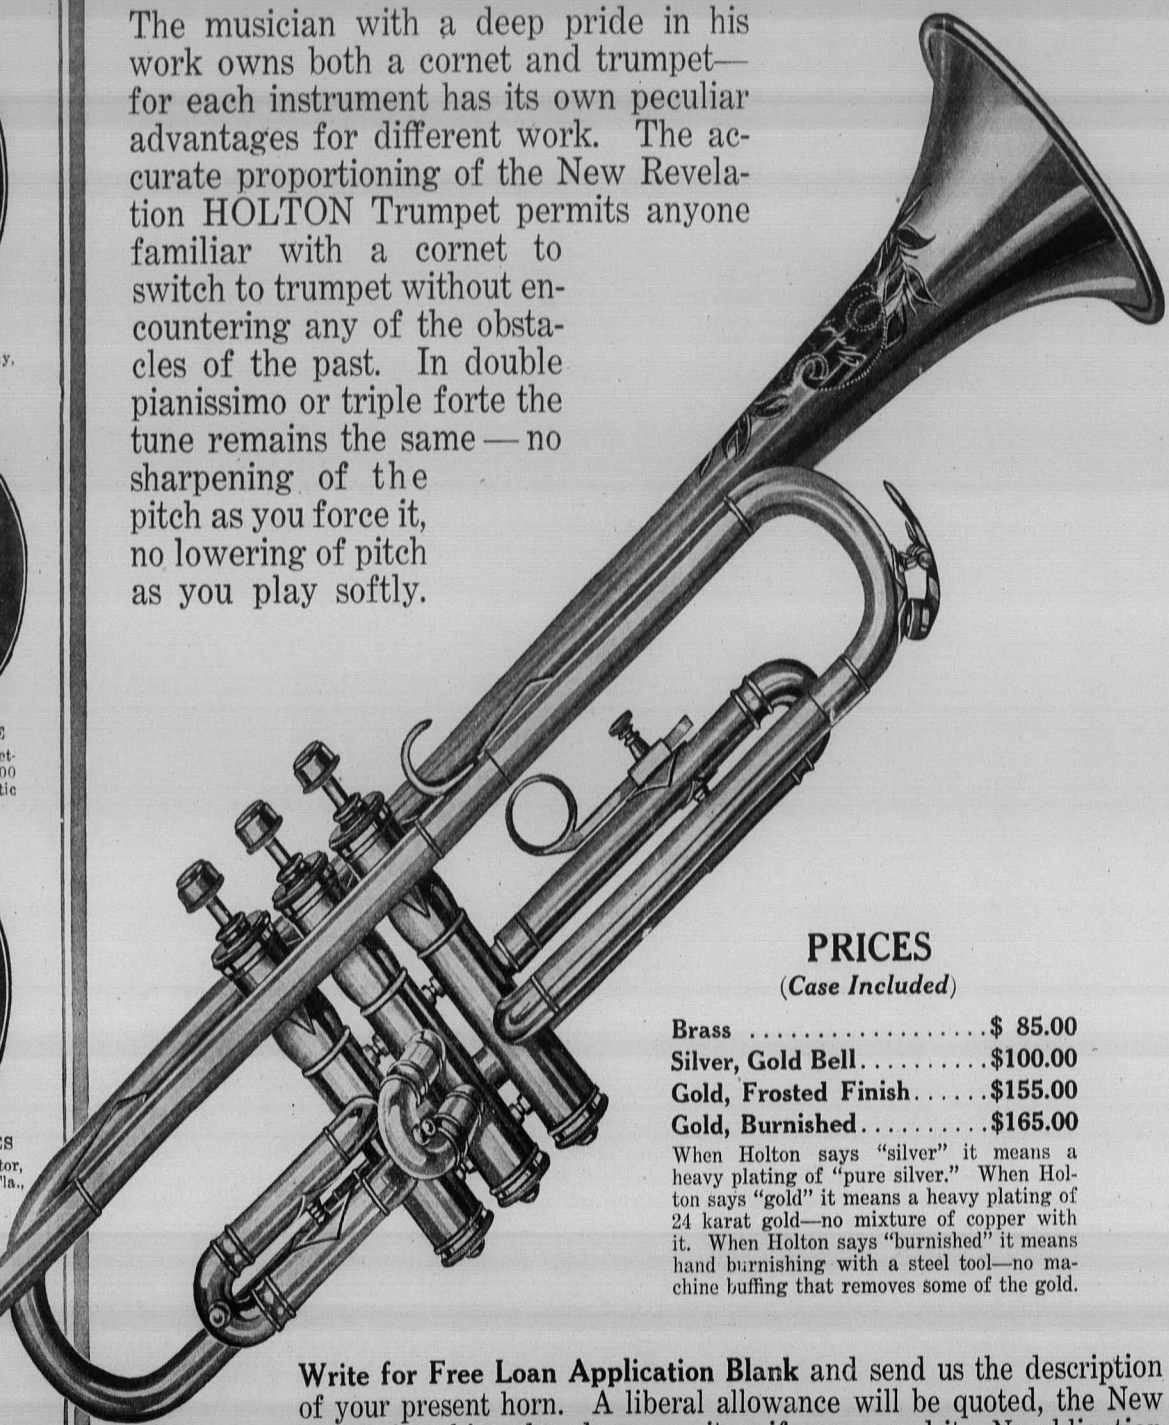 The musician with a deep pride in his
work owns both a cornet and trumpet—
for each instrument has its own peculiar
advantages for different work. The ac-
curate proportioning of the New Revela-
tion HOLTON Trumpet permits anyone
familiar with a cornet to
switch to trumpet without en-
countering any of the obsta-
cles of the past. In double
pianissimo or triple forte the
tune remains the same — no
sharpening of the
pitch as you force it,
no lowering of pitch
as you play softly.
PRICES
(Case Included)
Brass ...................$ 85.00
Silver, Gold Bell..........$100.00
Gold, Frosted Finish......$155.00
Gold, Burnished..........$165.00
When Holton says "silver" it means a
heavy plating of "pure silver." When Hol-
ton says "gold" it means a heavy plating of
24 karat gold—no mixture of copper with
it. When Holton says "burnished" it means
hand burnishing with a steel tool—no ma-
chine buffing that removes some of the gold.
Write for Free Loan Application Blank and send us the description
of your present horn. A liberal allowance will be quoted, the New